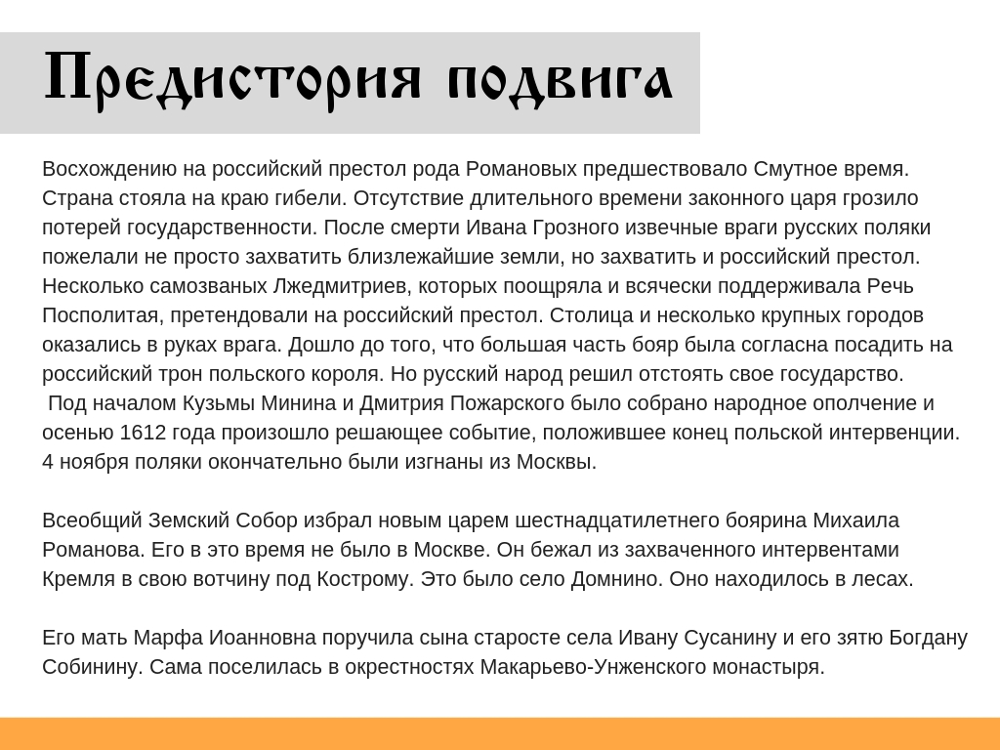 Предистория подвига
Восхождению на российский престол рода Романовых предшествовало Смутное время.
Страна стояла на краю гибели. Отсутствие длительного времени законного царя грозило
потерей государственности. После смерти Ивана Грозного извечные враги русских поляки
пожелали не просто захватить близлежайшие земли, но захватить и российский престол.
Несколько самозваных Лжедмитриев, которых поощряла и всячески поддерживала Речь
Посполитая, претендовали на российский престол. Столица и несколько крупных городов
оказались в руках врага. Дошло до того, что большая часть бояр была согласна посадить на
российский трон польского короля. Но русский народ решил отстоять свое государство.
Под началом Кузьмы Минина и Дмитрия Пожарского было собрано народное ополчение и
осенью 1612 года произошло решающее событие, положившее конец польской интервенции.
4 ноября поляки окончательно были изгнаны из Москвы.
Всеобщий Земский Собор избрал новым царем шестнадцатилетнего боярина Михаила
Романова. Его в это время не было в Москве. Он бежал из захваченного интервентами
Кремля в свою вотчину под Кострому. Это было село Домнино. Оно находилось в лесах.
Его мать Марфа Иоанновна поручила сына старосте села Ивану Сусанину и его зятю Богдану
Собинину. Сама поселилась в окрестностях Макарьево-Унженского монастыря.